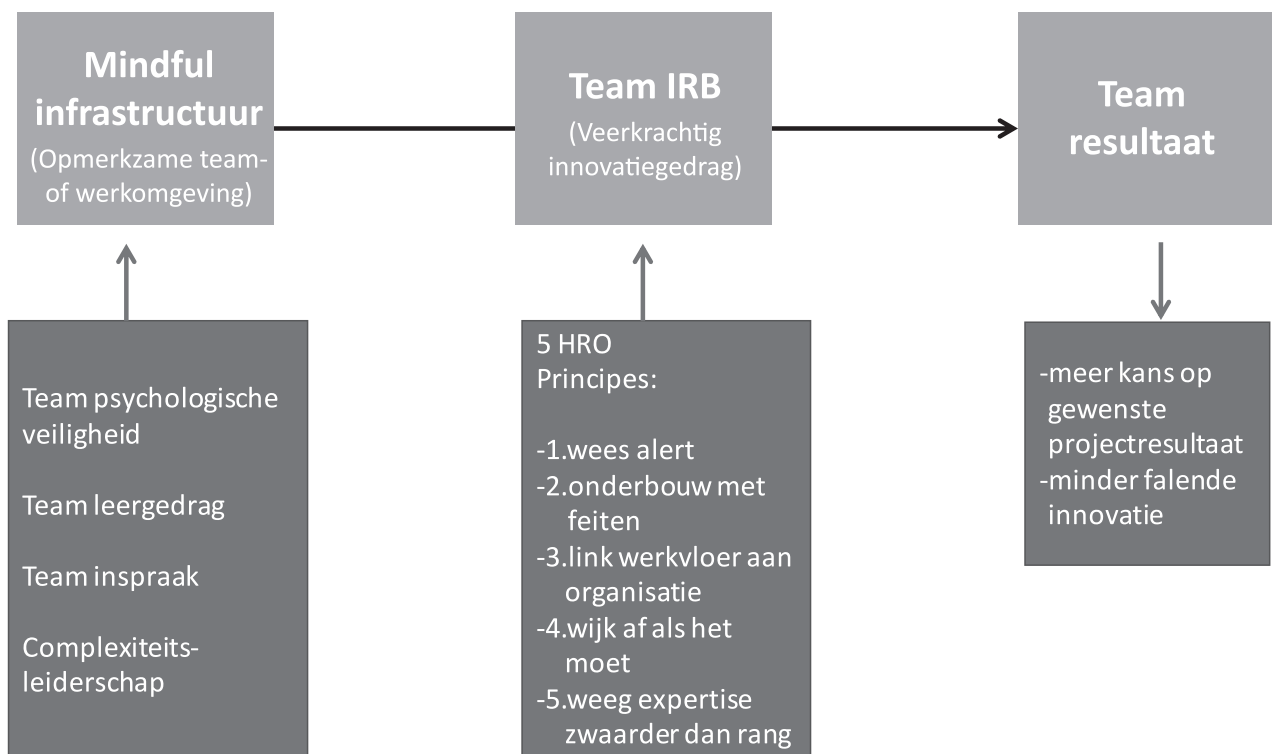 Mindful
infrastructuur
(Opmerkzame team-
of werkomgeving)
Team IRB
(Veerkrachtig
innovatiegedrag)
Team
resultaat
Team psychologische
veiligheid
Team leergedrag
Team inspraak
Complexiteits-
leiderschap
5 HRO
Principes:
-1.wees alert
-2.onderbouw met
feiten
-3.link werkvloer aan
organisatie
-4.wijk af als het
moet
-5.weeg expertise
zwaarder dan rang
-meer kans op
gewenste
projectresultaat
-minder falende
innovatie